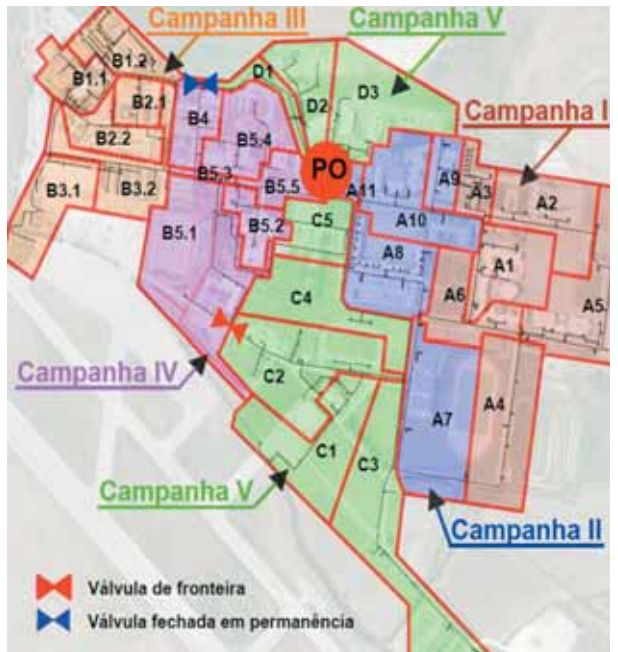 Campanha III
Campanha V
B1.2
B1.1
D1
B2.1
D2
D3
B4
B5.4
Campanha I
B2.2
B5.3
PO
A11
A9
A3
A2
B3.1
B3.2
B5.5
A10
B5.2
C5
B5.1
A8
A1
C4
A6
A5.
Campanha IV
C2
A7
A4
C1
C3
Campanha V
Campanha II
Válvula de fronteira
Válvula fechada em permanência